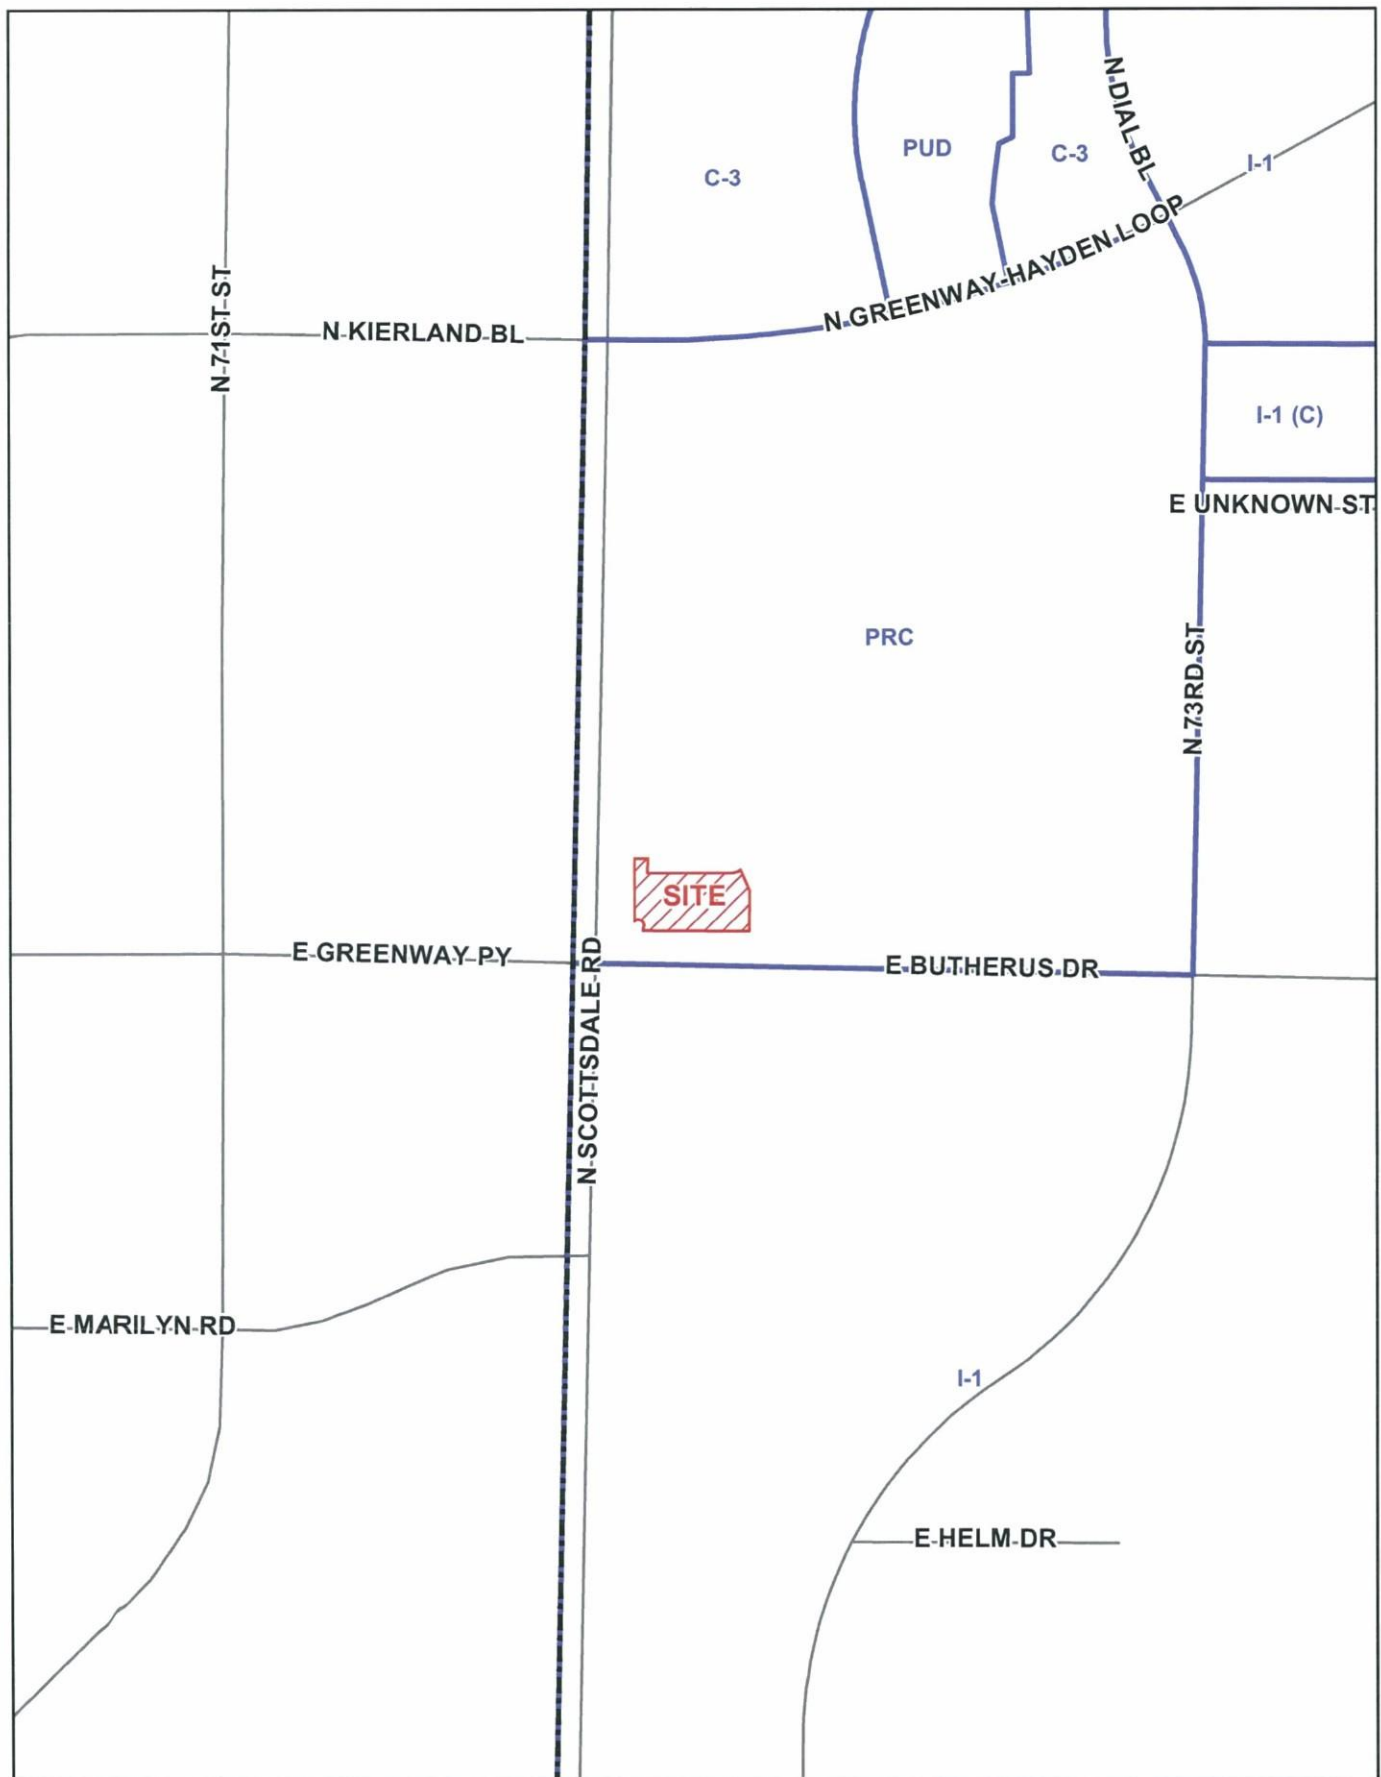 N DIAL BL
PUD
C-3
C-3
I-1
N GREENWAY-HAYDEN LOOP
N 71ST ST
N KIERLAND BL
I-1 (C)
E UNKNOWN ST
PRC
N 73RD ST
SITE
E GREENWAY PY
N SCOTTSDALE RD
E BUTHERUS DR
E MARILYN RD
I-1
E HELM DR